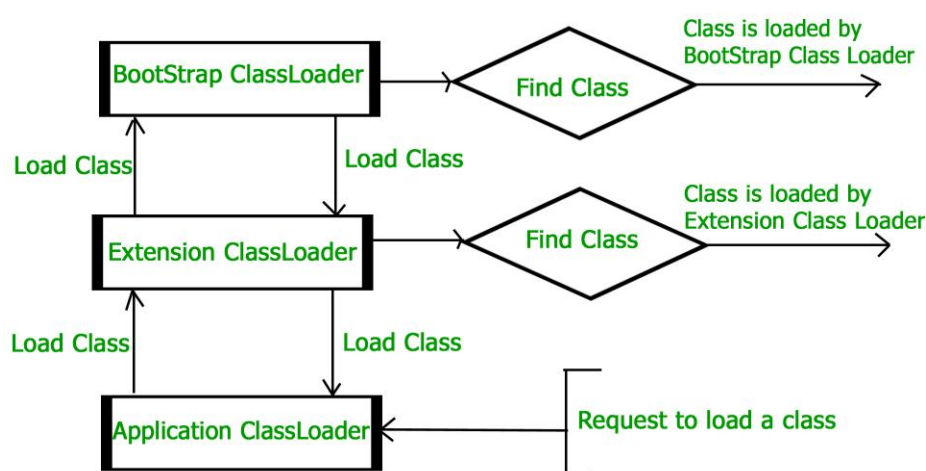 Class is loaded by
BootStrap Class Loader
BootStrap ClassLoader
Find Class
Load Class
Load Class
Class is loaded by
Extension Class Loader
Extension ClassLoader
Find Class
Load Class
Load Class
Application ClassLoader
Request to load a class